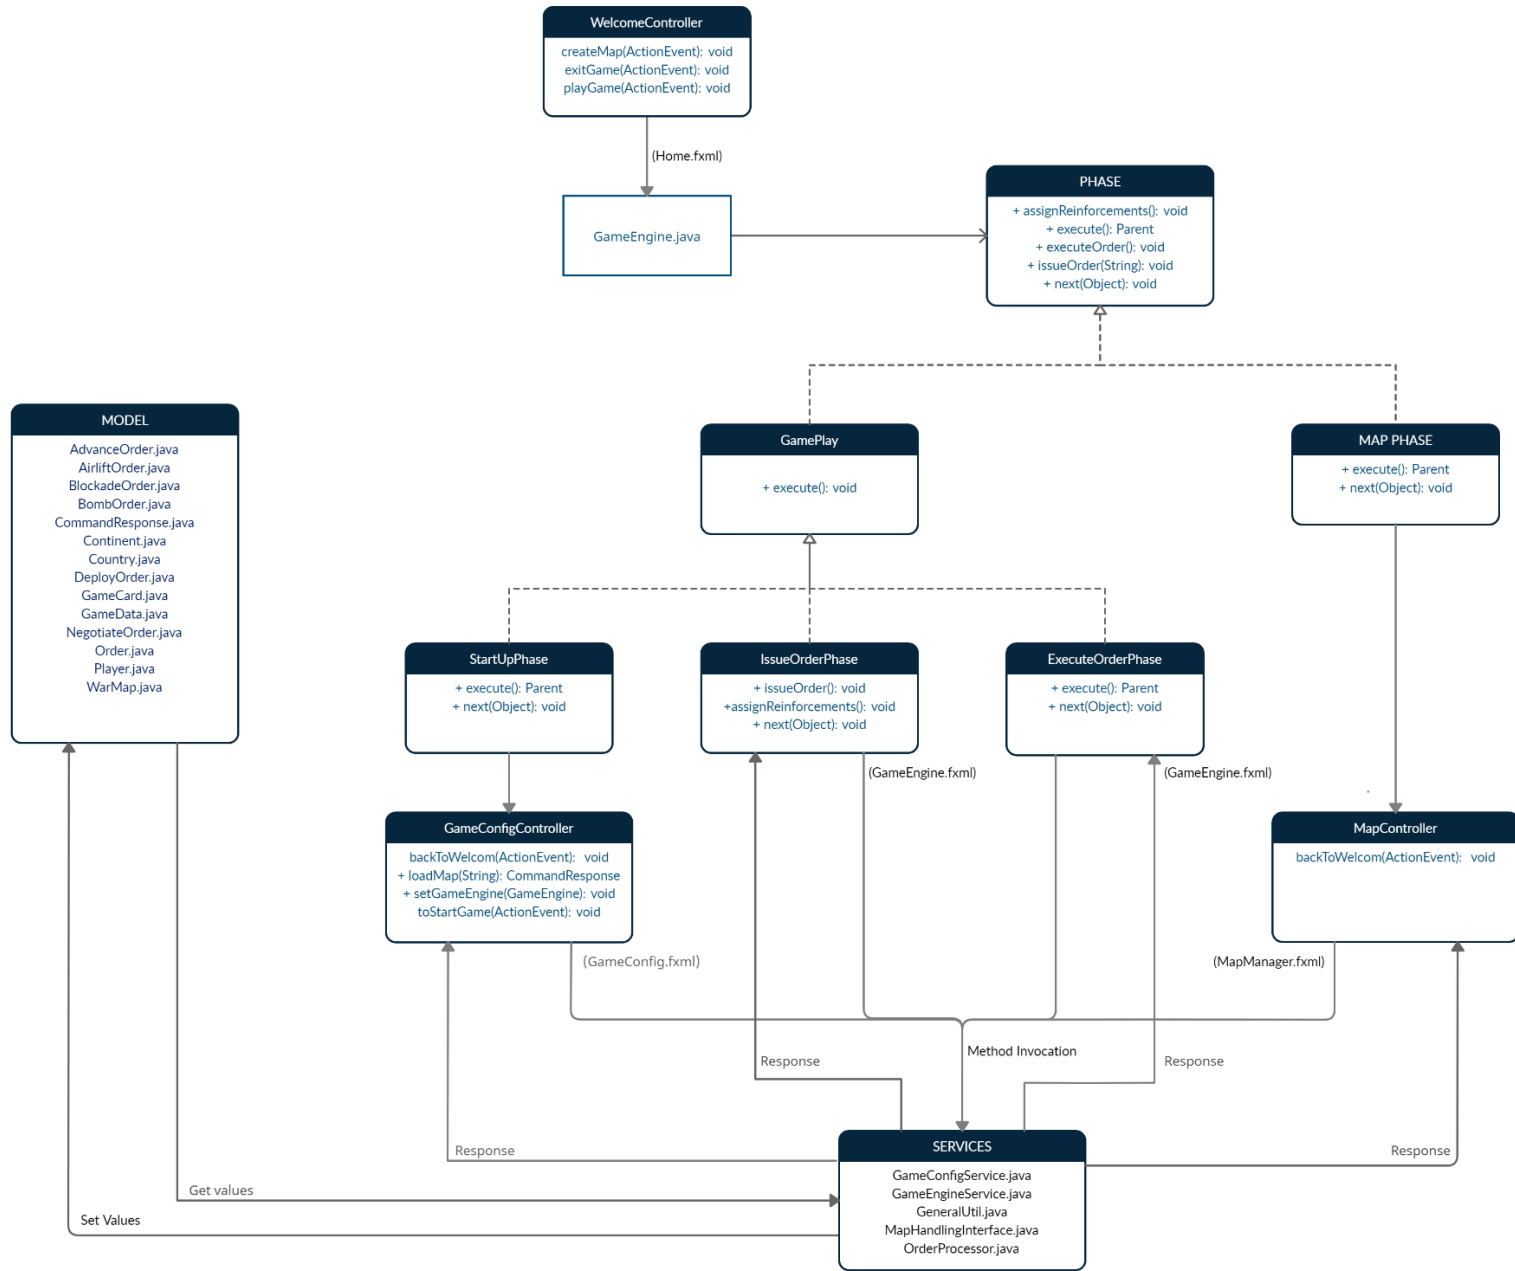 WelcomeController
createMap(ActionEvent): void
exitGame(ActionEvent): void
playGame(ActionEvent): void
(Home.fxml)
GameEngine.java
PHASE
+ assignReinforcements(): void
+ execute(): Parent
+ executeOrder(): void
+ issueOrder(String): void
+ next(Object): void
MODEL
AdvanceOrder.java
AirliftOrder.java
BlockadeOrder.java
BombOrder.java
CommandResponse.java
Continent.java
Country.java
DeployOrder.java
GameCard.java
GameData.java
NegotiateOrder.java
Order.java
Player.java
WarMap.java
GamePlay
+ execute(): void
MAP PHASE
+ execute(): Parent
+ next(Object): void
StartUpPhase
+ execute(): Parent
+ next(Object): void
IssueOrderPhase
+ issueOrder(): void
+assignReinforcements(): void
+ next(Object): void
ExecuteOrderPhase
+ execute(): Parent
+ next(Object): void
(GameEngine.fxml)
(GameEngine.fxml)
GameConfigController
backToWelcom(ActionEvent): void
+ loadMap(String): CommandResponse
+ setGameEngine(GameEngine): void
toStartGame(ActionEvent): void
MapController
backToWelcom(ActionEvent): void
(GameConfig.fxml)
(MapManager.fxml)
Method Invocation
Response
Response
Response
Response
Get values
Set Values
SERVICES
GameConfigService.java
GameEngineService.java
GeneralUtil.java
MapHandlingInterface.java
OrderProcessor.java